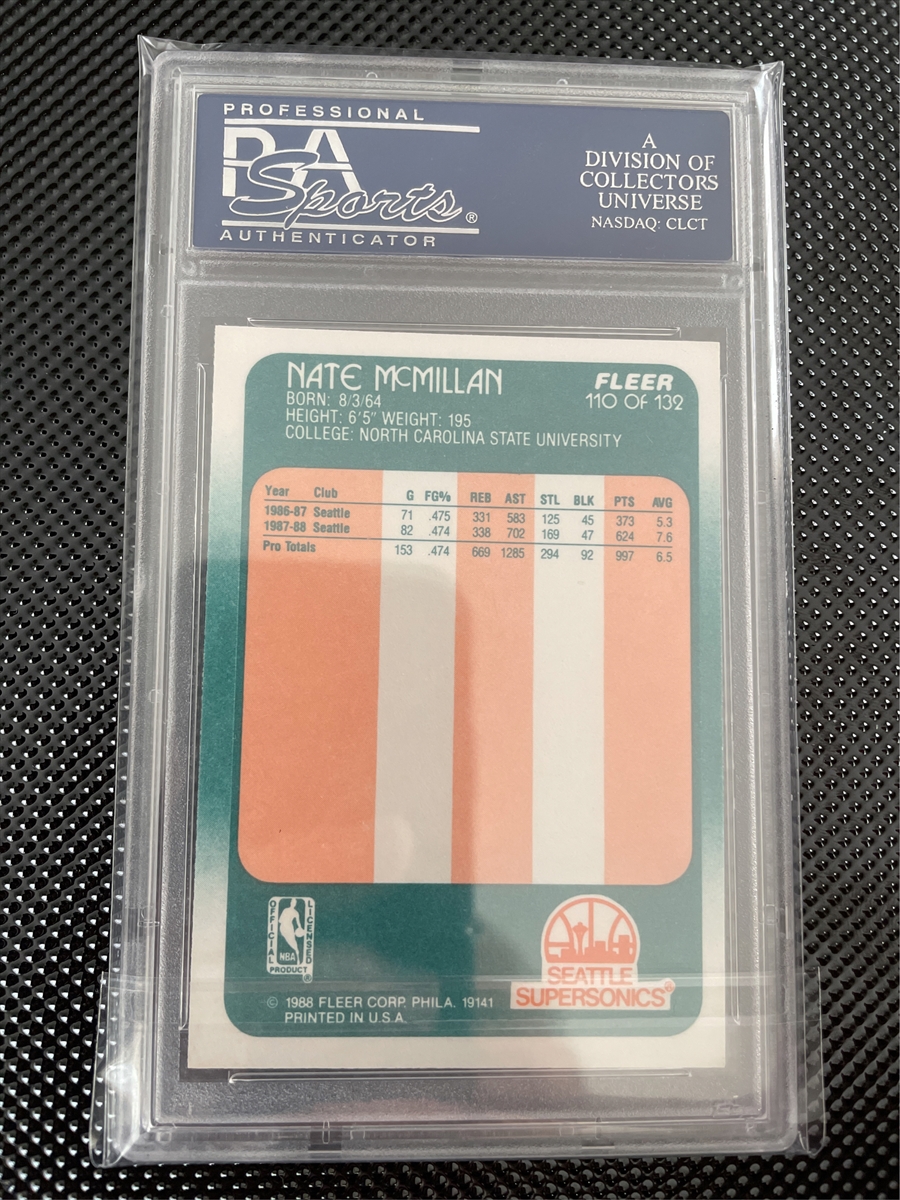 PROFESSIONAL
PSA
Sports®
AUTHENTICATOR
A
DIVISION OF
COLLECTORS
UNIVERSE
NASDAQ: CLCT
NATE McMILLAN
BORN: 8/3/64
HEIGHT: 6'5" WEIGHT: 195
COLLEGE: NORTH CAROLINA STATE UNIVERSITY
FLEER
110 OF 132
Year Club G FG% REB AST STL BLK PTS AVG
1986-87 Seattle 71 .475 331 583 125 45 373 5.3
1987-88 Seattle 82 .474 338 702 169 47 624 7.6
Pro Totals 153 .474 669 1285 294 92 997 6.5
OFFICIAL
LICENSED
NBA
PRODUCT ®
SEATTLE
SUPERSONICS®
© 1988 FLEER CORP. PHILA. 19141
PRINTED IN U.S.A.